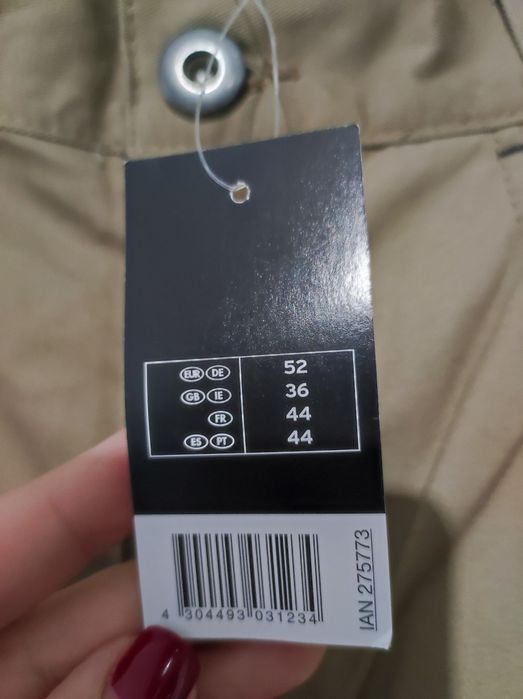 EUR DE 52
GB IE 36
FR 44
ES PT 44
4 304493 031234
IAN 275773